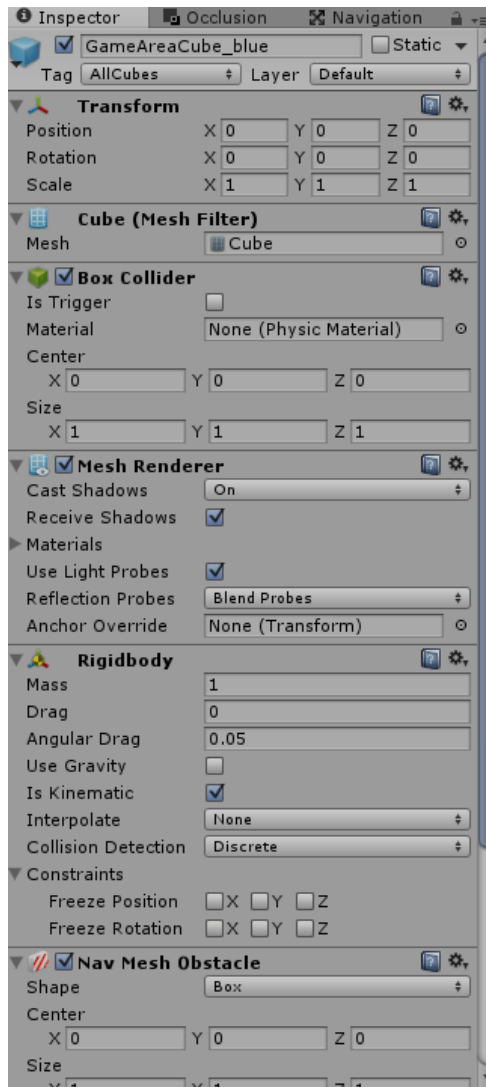 Inspector Occlusion Navigation
GameAreaCube_blue Static
Tag AllCubes Layer Default
Transform
Position X 0 Y 0 Z 0
Rotation X 0 Y 0 Z 0
Scale X 1 Y 1 Z 1
Cube (Mesh Filter)
Mesh Cube
Box Collider
Is Trigger
Material None (Physic Material)
Center
X 0 Y 0 Z 0
Size
X 1 Y 1 Z 1
Mesh Renderer
Cast Shadows On
Receive Shadows
Materials
Use Light Probes
Reflection Probes Blend Probes
Anchor Override None (Transform)
Rigidbody
Mass 1
Drag 0
Angular Drag 0.05
Use Gravity
Is Kinematic
Interpolate None
Collision Detection Discrete
Constraints
Freeze Position X Y Z
Freeze Rotation X Y Z
Nav Mesh Obstacle
Shape Box
Center
X 0 Y 0 Z 0
Size
X 1 Y 1 Z 1